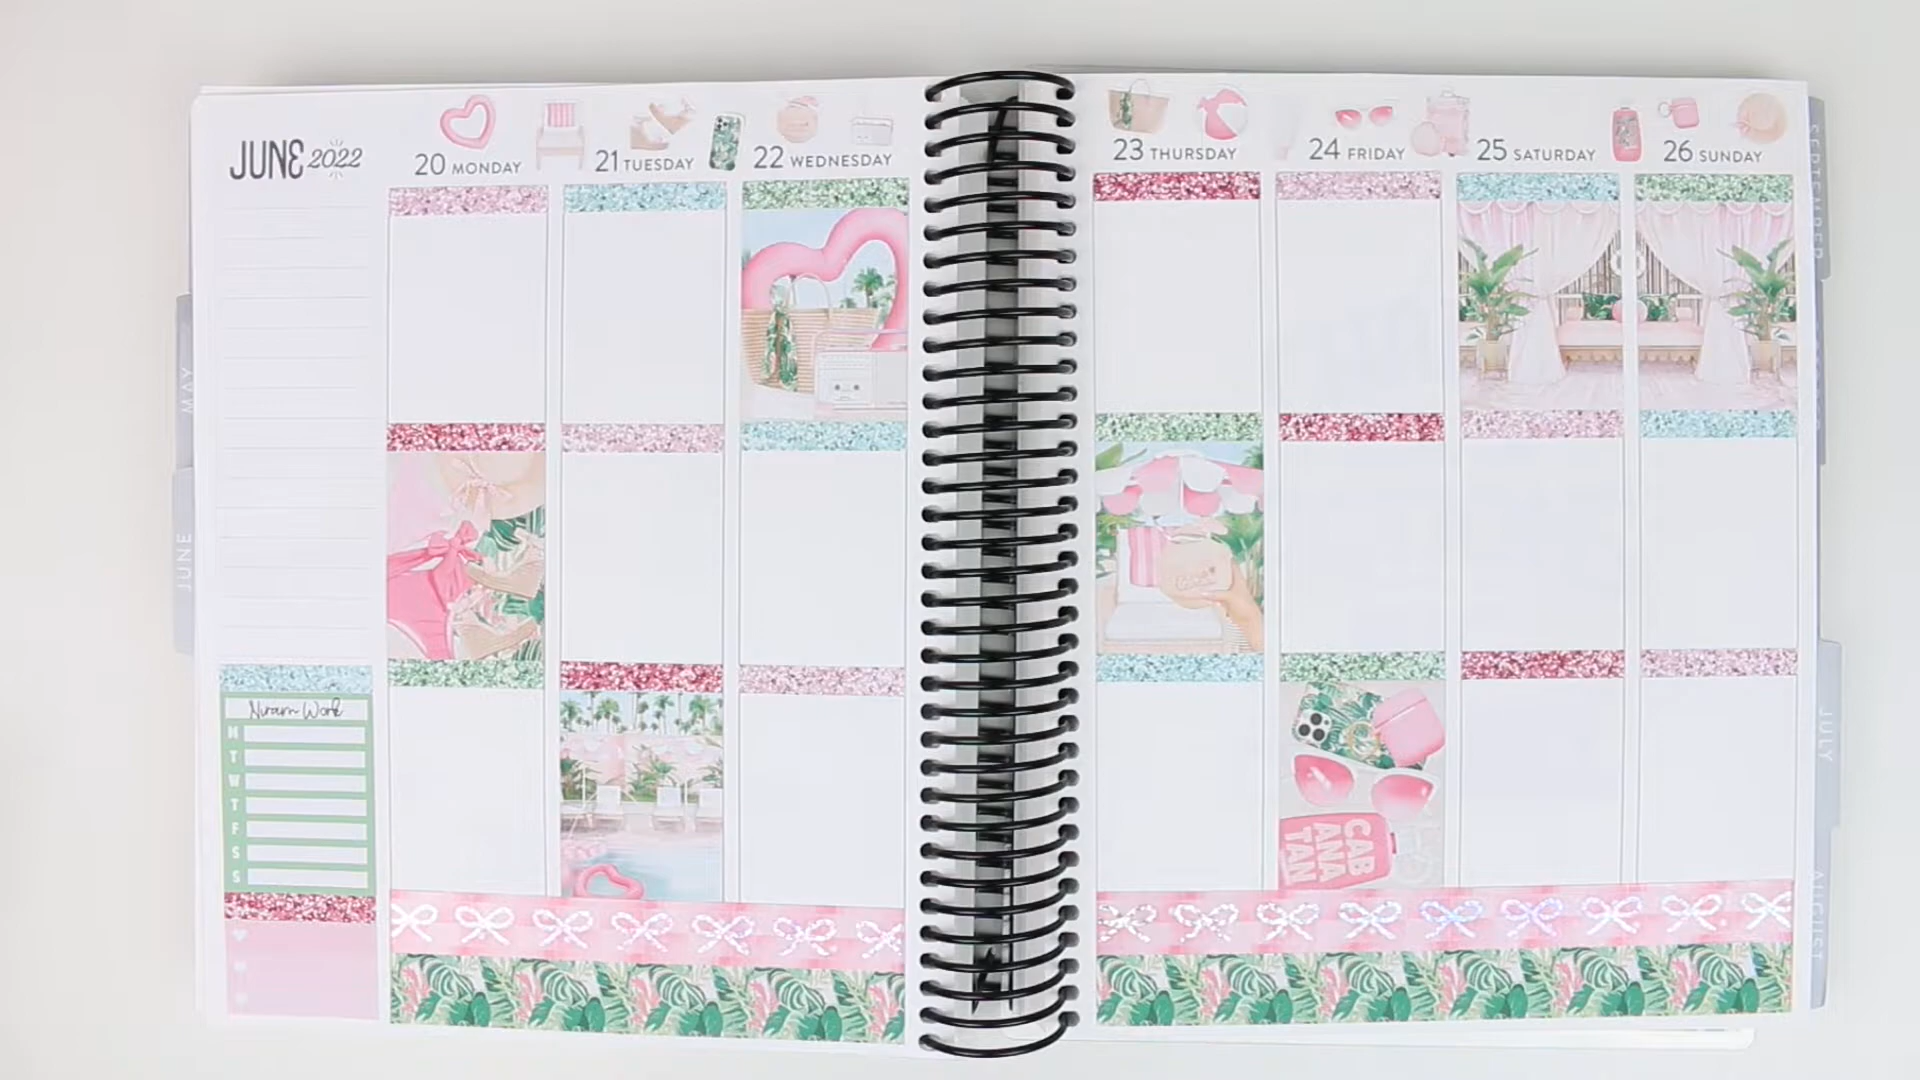 JUNE 2022
20 MONDAY
21 TUESDAY
22 WEDNESDAY
23 THURSDAY
24 FRIDAY
25 SATURDAY
26 SUNDAY
MAY
JUNE
Work
M
T
W
T
F
S
S
CAB
ANA
TAN
SEPTEMBER
JULY
AUGUST